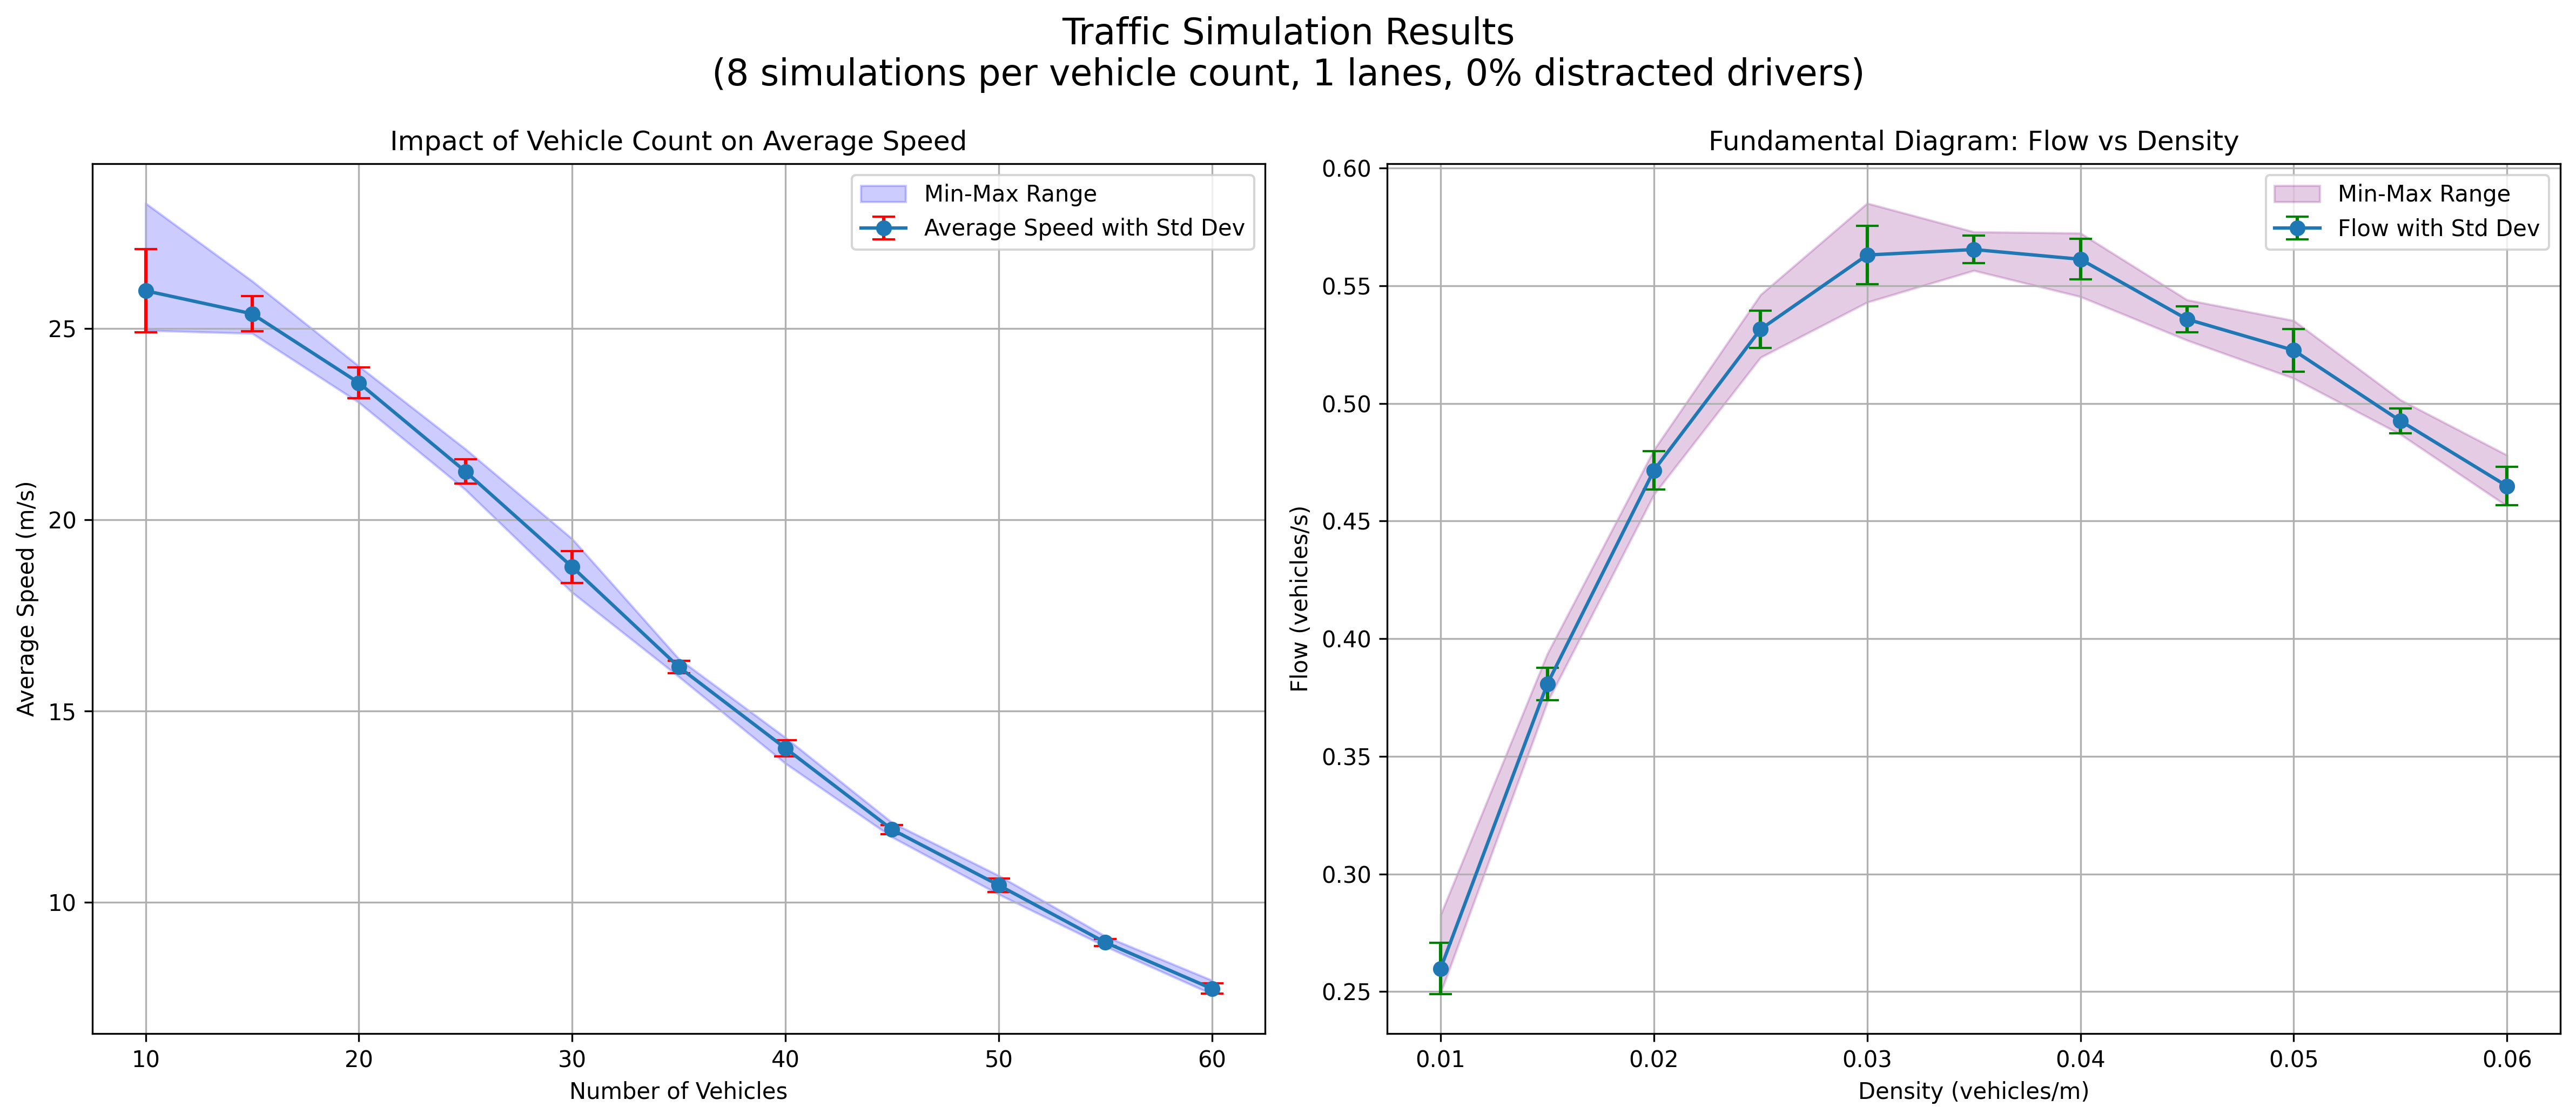 Traffic Simulation Results
(8 simulations per vehicle count, 1 lanes, 0% distracted drivers)
Impact of Vehicle Count on Average Speed
Min-Max Range
Average Speed with Std Dev
25
20
15
10
Average Speed (m/s)
10 20 30 40 50 60
Number of Vehicles
Fundamental Diagram: Flow vs Density
Min-Max Range
Flow with Std Dev
0.60
0.55
0.50
0.45
0.40
0.35
0.30
0.25
Flow (vehicles/s)
0.01 0.02 0.03 0.04 0.05 0.06
Density (vehicles/m)